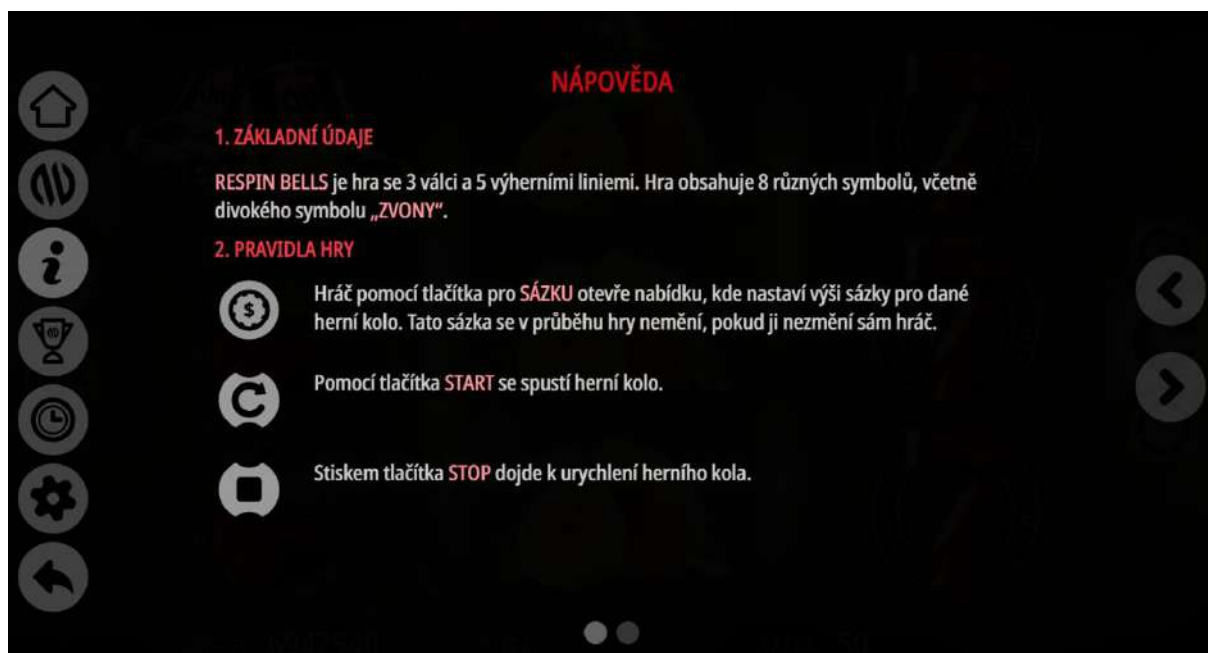 NÁPOVĚDA
1. ZÁKLADNÍ ÚDAJE
RESPIN BELLS je hra se 3 válci a 5 výherními liniemi. Hra obsahuje 8 různých symbolů, včetně
divokého symbolu „ZVONY“.
2. PRAVIDLA HRY
Hráč pomocí tlačítka pro SÁZKU otevře nabídku, kde nastaví výši sázky pro dané
herní kolo. Tato sázka se v průběhu hry nemění, pokud ji nezmění sám hráč.
Pomocí tlačítka START se spustí herní kolo.
Stiskem tlačítka STOP dojde k urychlení herního kola.